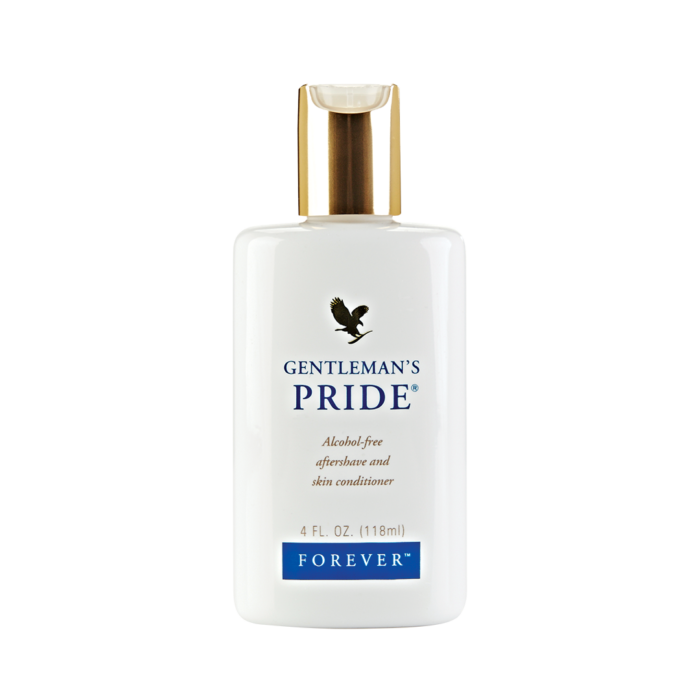 GENTLEMAN'S
PRIDE®
Alcohol-free
aftershave and
skin conditioner
4 FL. OZ. (118ml)
FOREVER™